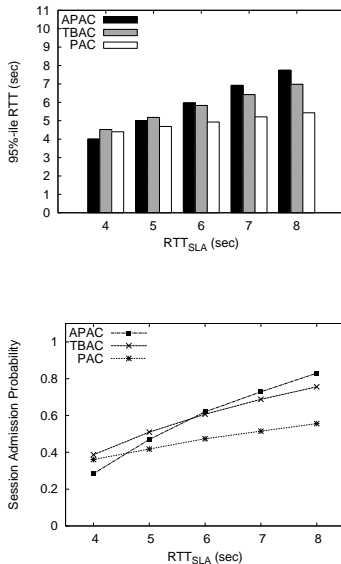 APAC
TBAC
PAC
95%-ile RTT (sec)
11
10
9
8
7
6
5
4
3
2
1
0
4 5 6 7 8
RTT_SLA (sec)
APAC
TBAC
PAC
Session Admission Probability
1
0.8
0.6
0.4
0.2
0
4 5 6 7 8
RTT_SLA (sec)